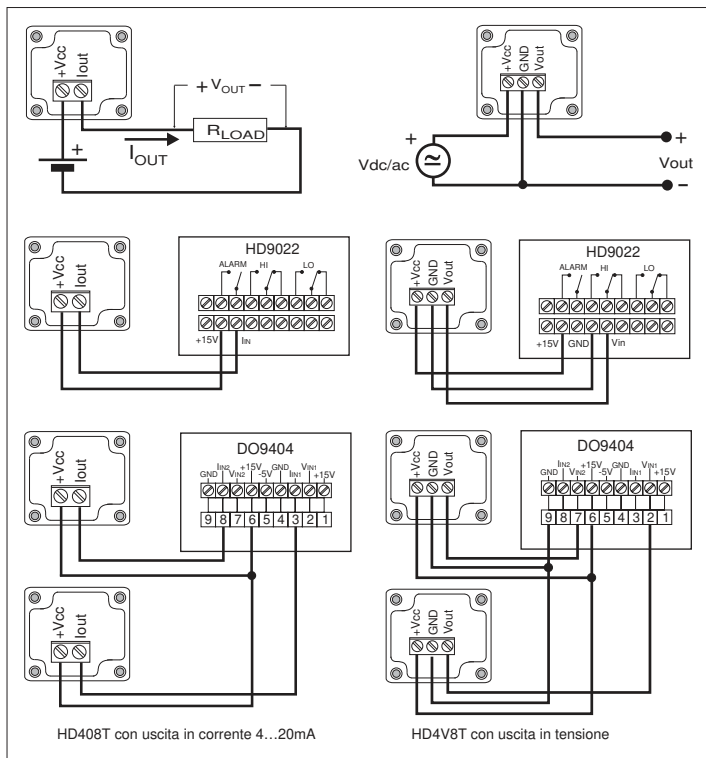 +Vcc Iout
+ VOUT −
RLOAD
IOUT
+
+Vcc GND Vout
+
Vdc/ac
+
Vout
−
+Vcc Iout
HD9022
ALARM HI LO
+15V IIN
+Vcc GND Vout
HD9022
ALARM HI LO
+15V GND Vin
+Vcc Iout
DO9404
GND IIN2 VIN2 +15V -5V GND IIN1 VIN1 +15V
9 8 7 6 5 4 3 2 1
+Vcc Iout
+Vcc GND Vout
DO9404
GND IIN2 VIN2 +15V -5V GND IIN1 VIN1 +15V
9 8 7 6 5 4 3 2 1
+Vcc GND Vout
HD408T con uscita in corrente 4...20mA
HD4V8T con uscita in tensione